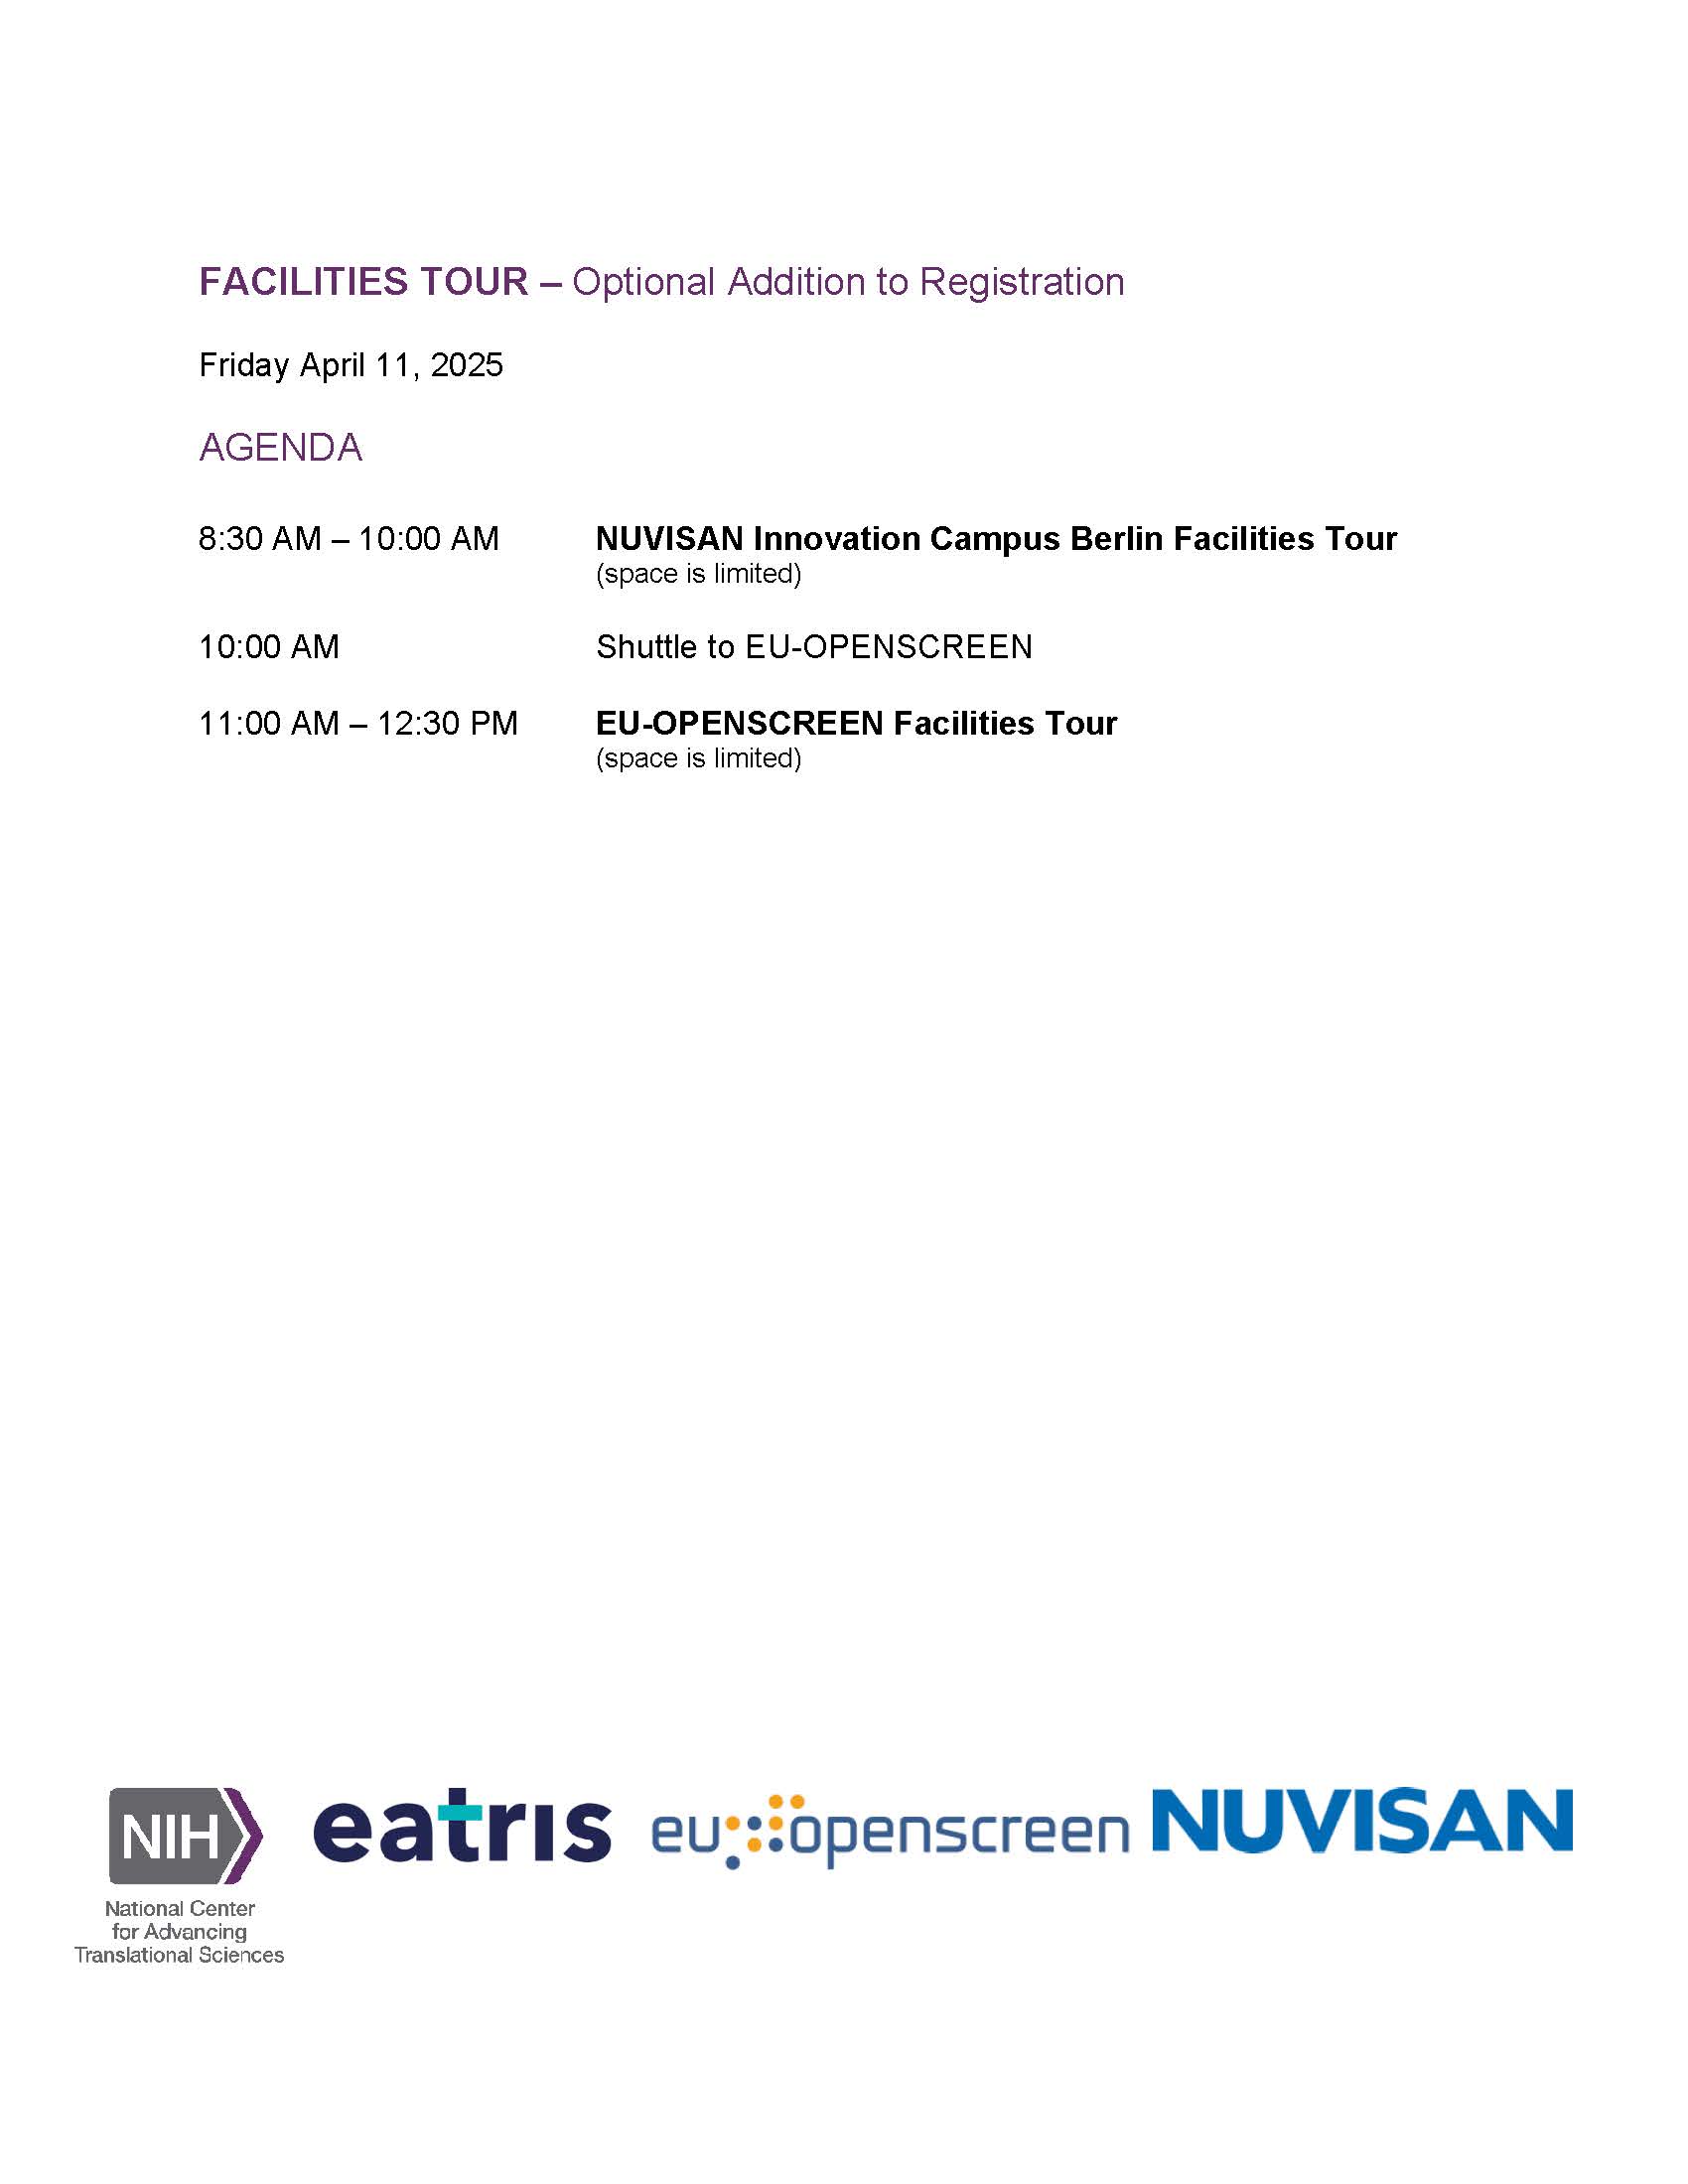 FACILITIES TOUR – Optional Addition to Registration
Friday April 11, 2025
AGENDA
8:30 AM – 10:00 AM NUVISAN Innovation Campus Berlin Facilities Tour
(space is limited)
10:00 AM Shuttle to EU-OPENSCREEN
11:00 AM – 12:30 PM EU-OPENSCREEN Facilities Tour
(space is limited)
NIH eatris eu openscreen NUVISAN
National Center
for Advancing
Translational Sciences